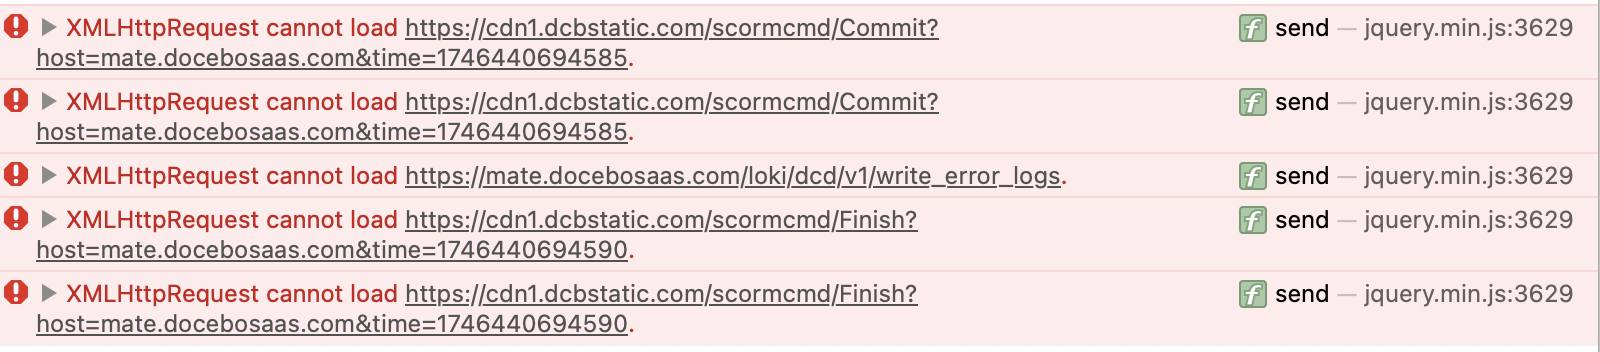 XMLHttpRequest cannot load https://cdn1.dcbstatic.com/scormcmd/Commit? f send — jquery.min.js:3629
host=mate.docebosaas.com&time=1746440694585.
XMLHttpRequest cannot load https://cdn1.dcbstatic.com/scormcmd/Commit? f send — jquery.min.js:3629
host=mate.docebosaas.com&time=1746440694585.
XMLHttpRequest cannot load https://mate.docebosaas.com/loki/dcd/v1/write_error_logs. f send — jquery.min.js:3629
XMLHttpRequest cannot load https://cdn1.dcbstatic.com/scormcmd/Finish? f send — jquery.min.js:3629
host=mate.docebosaas.com&time=1746440694590.
XMLHttpRequest cannot load https://cdn1.dcbstatic.com/scormcmd/Finish? f send — jquery.min.js:3629
host=mate.docebosaas.com&time=1746440694590.